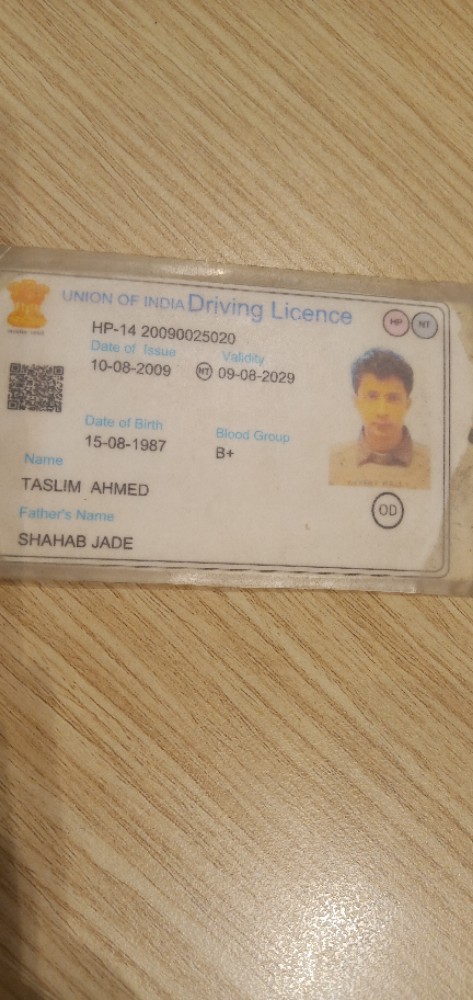 UNION OF INDIA Driving Licence
HP NT
HP-14 20090025020
Date of Issue Validity
10-08-2009 NT 09-08-2029
Date of Birth Blood Group
15-08-1987 B+
Name
TASLIM AHMED
OD
Father's Name
SHAHAB JADE